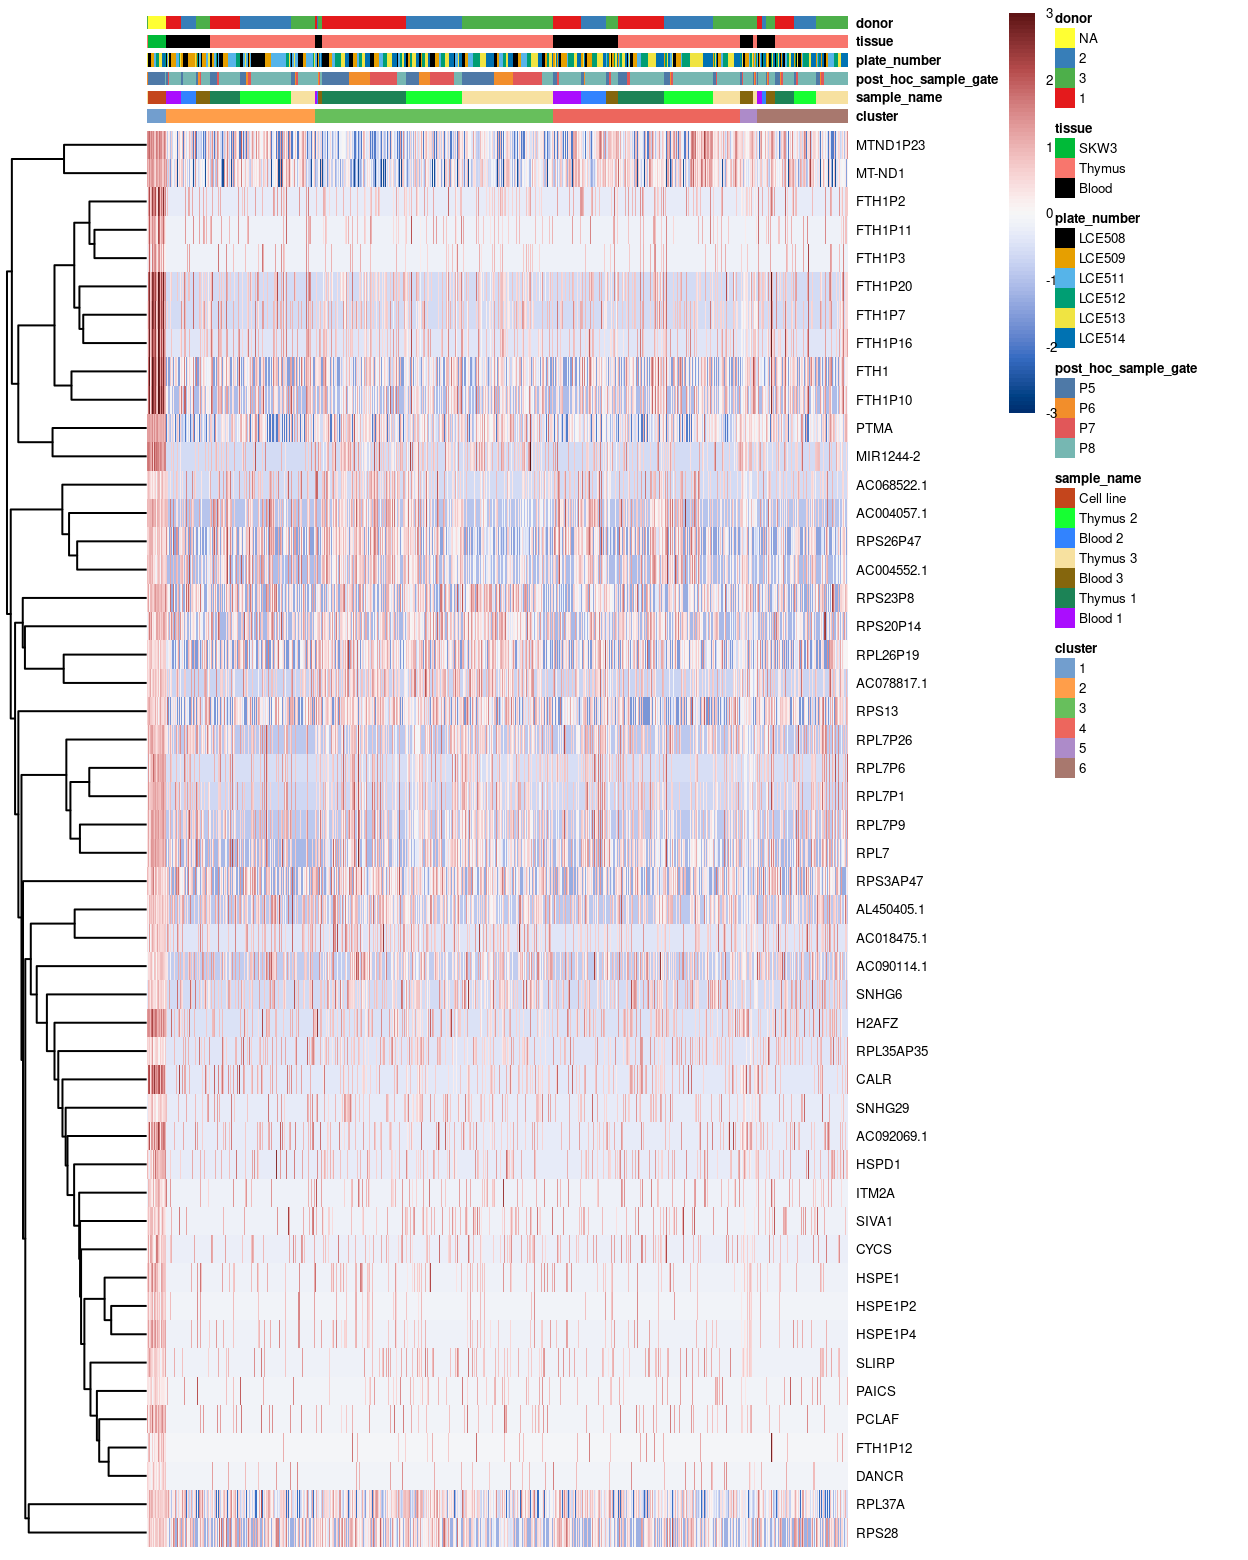 donor
tissue
plate_number
post_hoc_sample_gate
sample_name
cluster
MTND1P23
MT-ND1
FTH1P2
FTH1P11
FTH1P3
FTH1P20
FTH1P7
FTH1P16
FTH1
FTH1P10
PTMA
MIR1244-2
AC068522.1
AC004057.1
RPS26P47
AC004552.1
RPS23P8
RPS20P14
RPL26P19
AC078817.1
RPS13
RPL7P26
RPL7P6
RPL7P1
RPL7P9
RPL7
RPS3AP47
AL450405.1
AC018475.1
AC090114.1
SNHG6
H2AFZ
RPL35AP35
CALR
SNHG29
AC092069.1
HSPD1
ITM2A
SIVA1
CYCS
HSPE1
HSPE1P2
HSPE1P4
SLIRP
PAICS
PCLAF
FTH1P12
DANCR
RPL37A
RPS28
3
2
1
0
-1
-2
-3
donor
NA
2
3
1
tissue
SKW3
Thymus
Blood
plate_number
LCE508
LCE509
LCE511
LCE512
LCE513
LCE514
post_hoc_sample_gate
P5
P6
P7
P8
sample_name
Cell line
Thymus 2
Blood 2
Thymus 3
Blood 3
Thymus 1
Blood 1
cluster
1
2
3
4
5
6